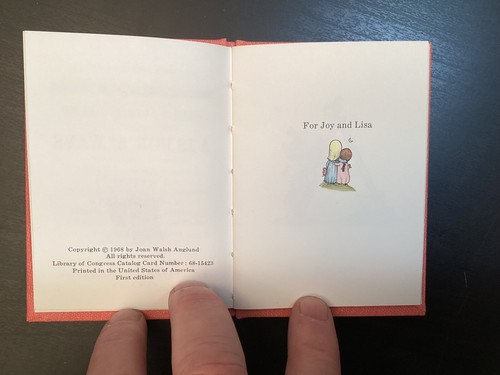 Copyright © 1968 by Joan Walsh Anglund
All rights reserved.
Library of Congress Catalog Card Number: 68-15423
Printed in the United States of America
First edition
For Joy and Lisa